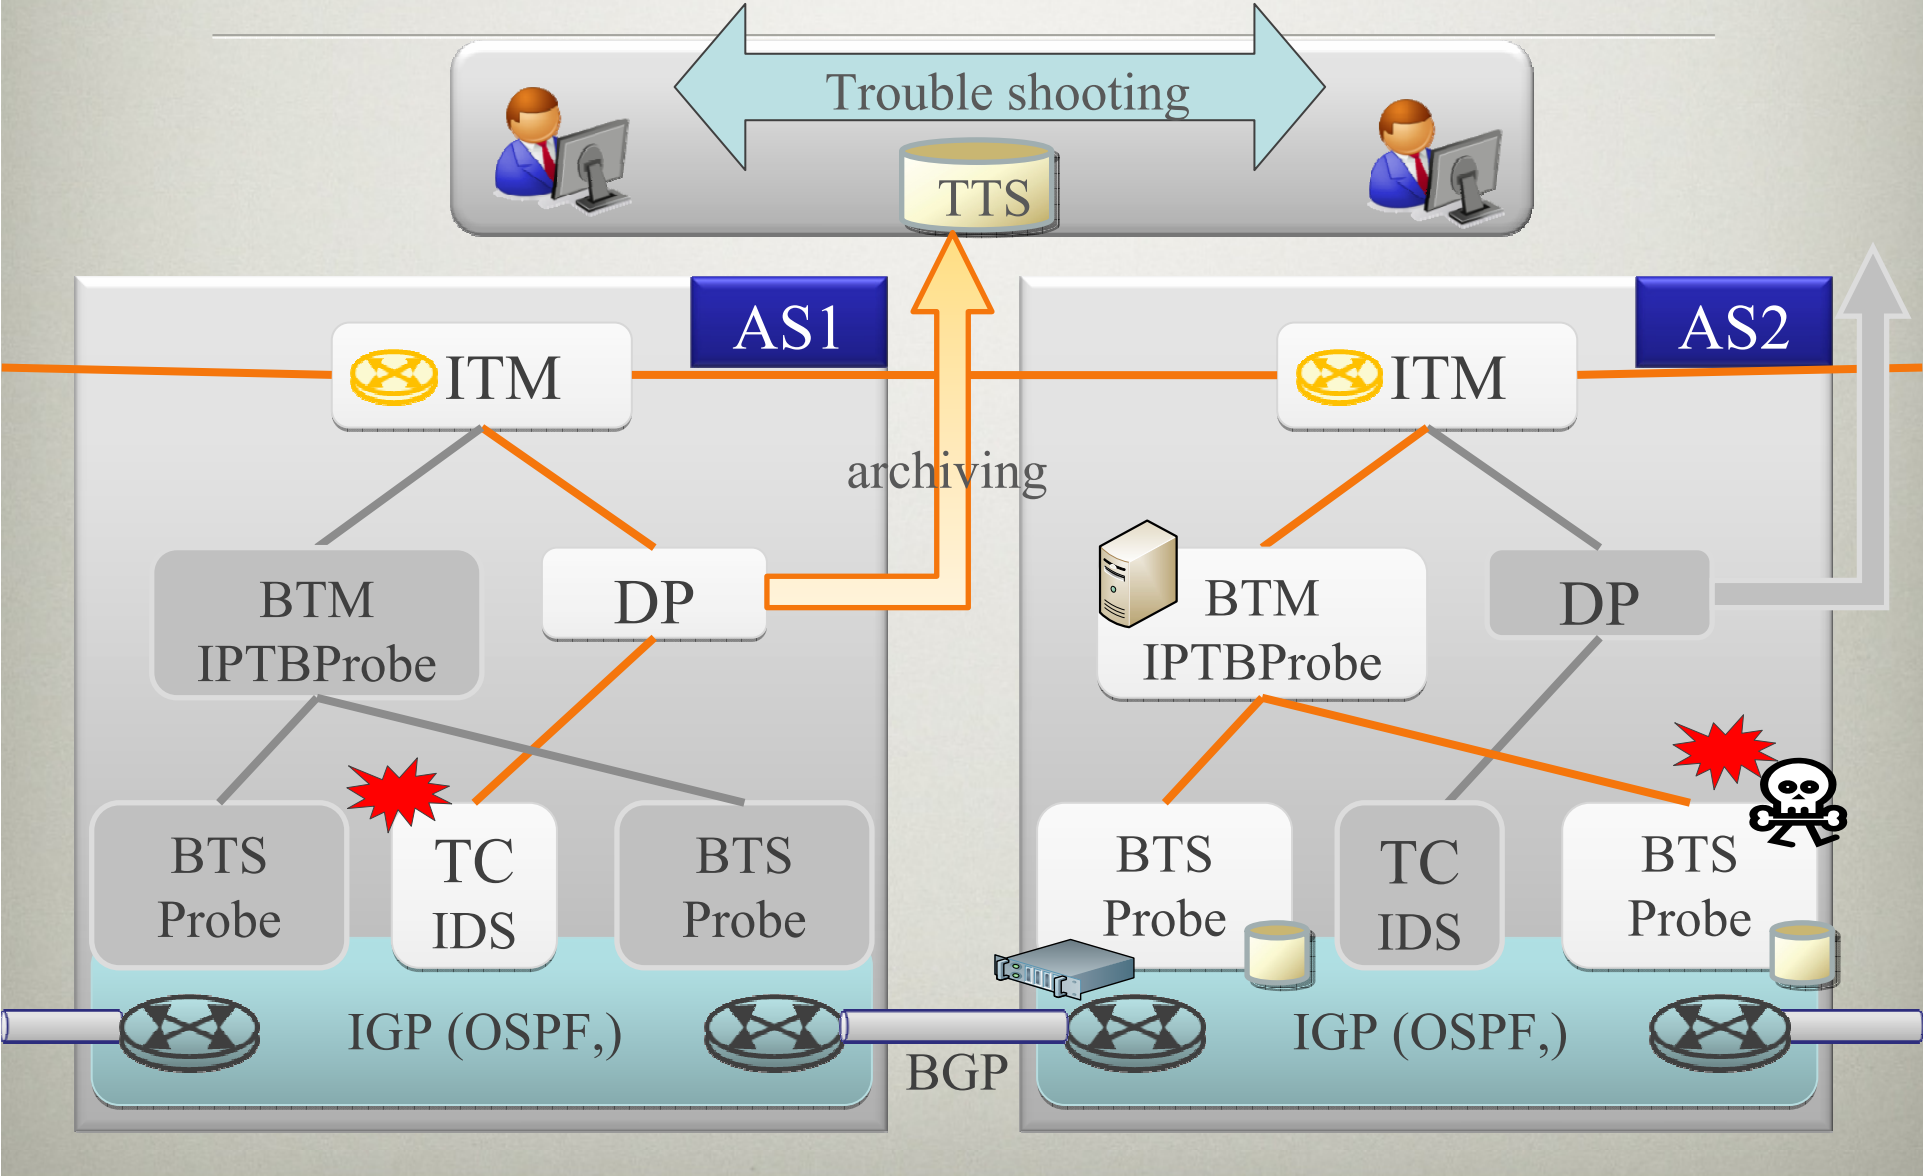 Trouble shooting
TTS
AS1
AS2
ITM
ITM
archiving
BTM
IPTBProbe
DP
BTM
IPTBProbe
DP
BTS
Probe
TC
IDS
BTS
Probe
BTS
Probe
TC
IDS
BTS
Probe
IGP (OSPF,)
BGP
IGP (OSPF,)